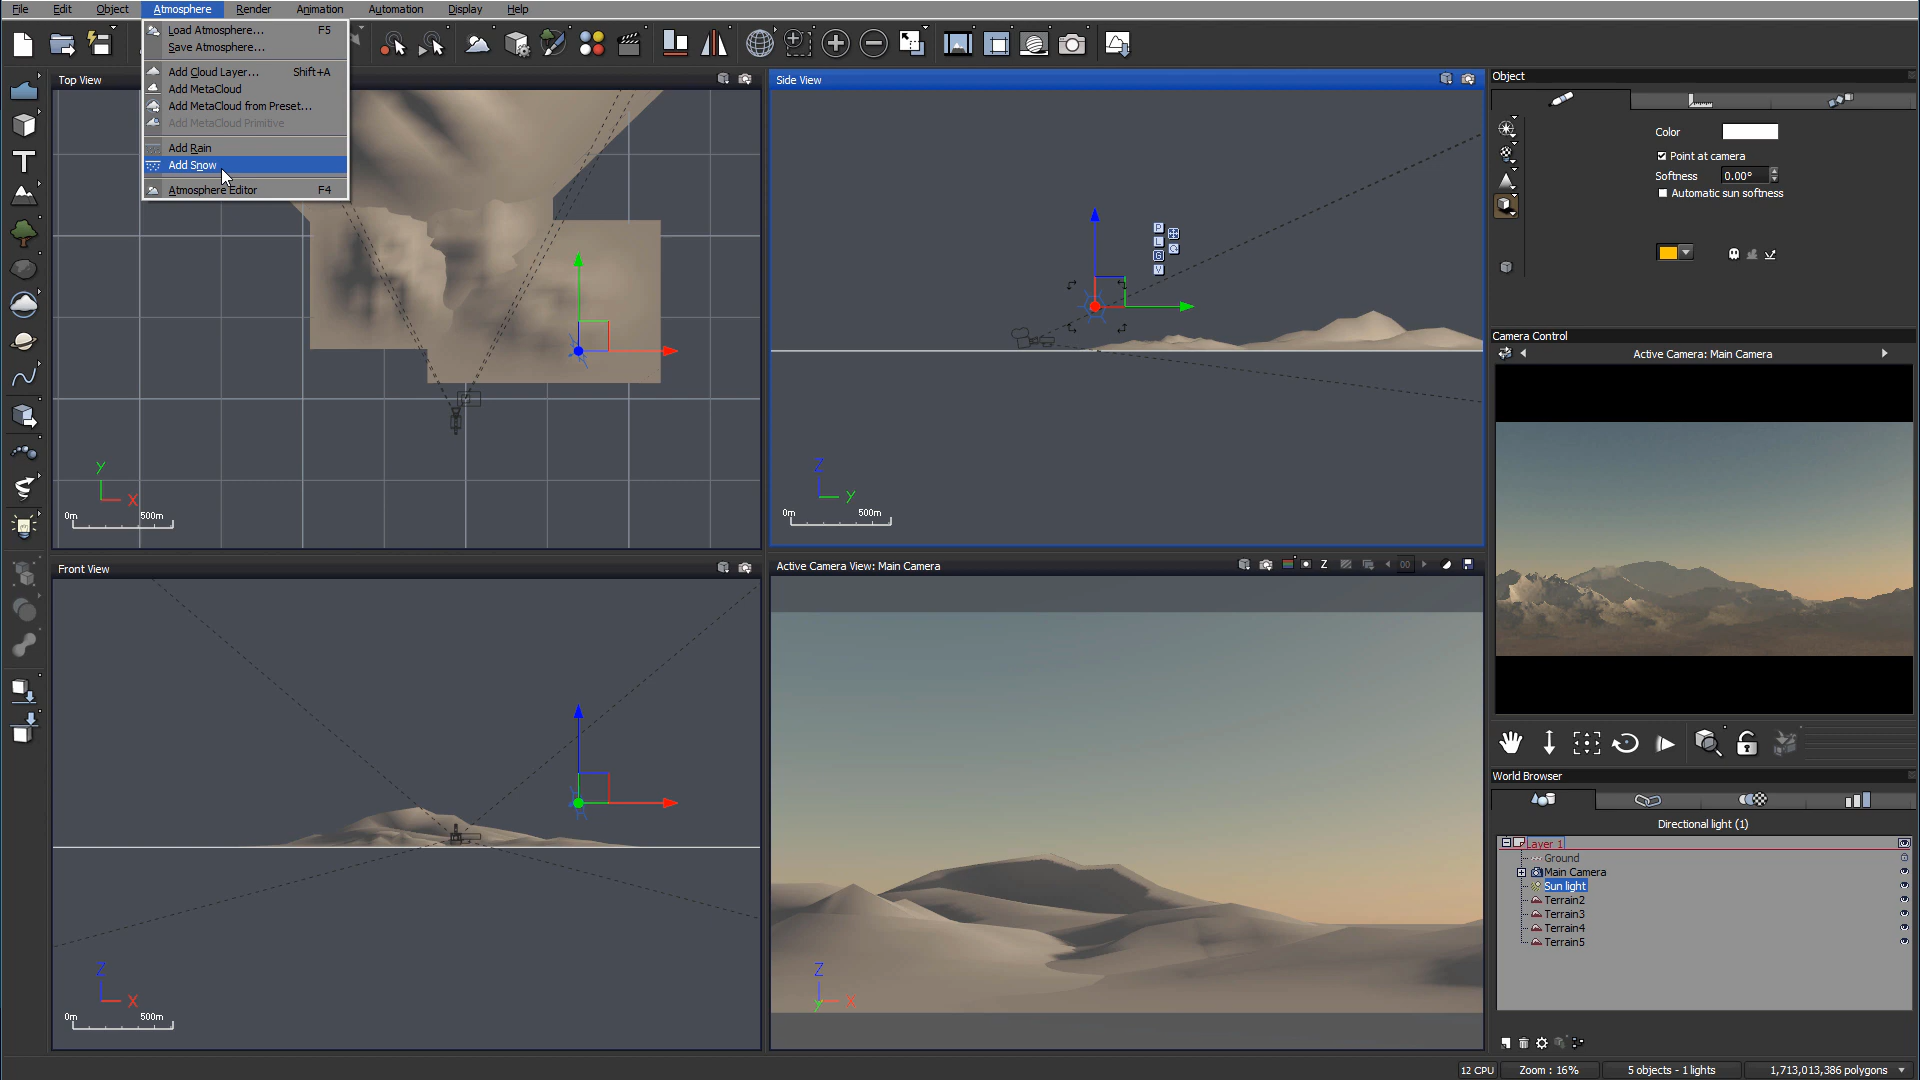 File Edit Object Atmosphere Render Animation Automation Display Help
Load Atmosphere... F5
Save Atmosphere...
Add Cloud Layer... Shift+A
Add MetaCloud
Add MetaCloud from Preset...
Add MetaCloud Primitive
Add Rain
Add Snow
Atmosphere Editor F4
Top View
Y
X
0m 500m
Side View
P
L
G
V
Z
Y
0m 500m
Front View
Z
X
0m 500m
Active Camera View: Main Camera
Z
00
Z
Y X
Object
Color
Point at camera
Softness 0.00°
Automatic sun softness
Camera Control
Active Camera: Main Camera
World Browser
Directional light (1)
Layer 1
Ground
Main Camera
Sun light
Terrain2
Terrain3
Terrain4
Terrain5
12 CPU Zoom : 16% 5 objects - 1 lights 1,713,013,386 polygons